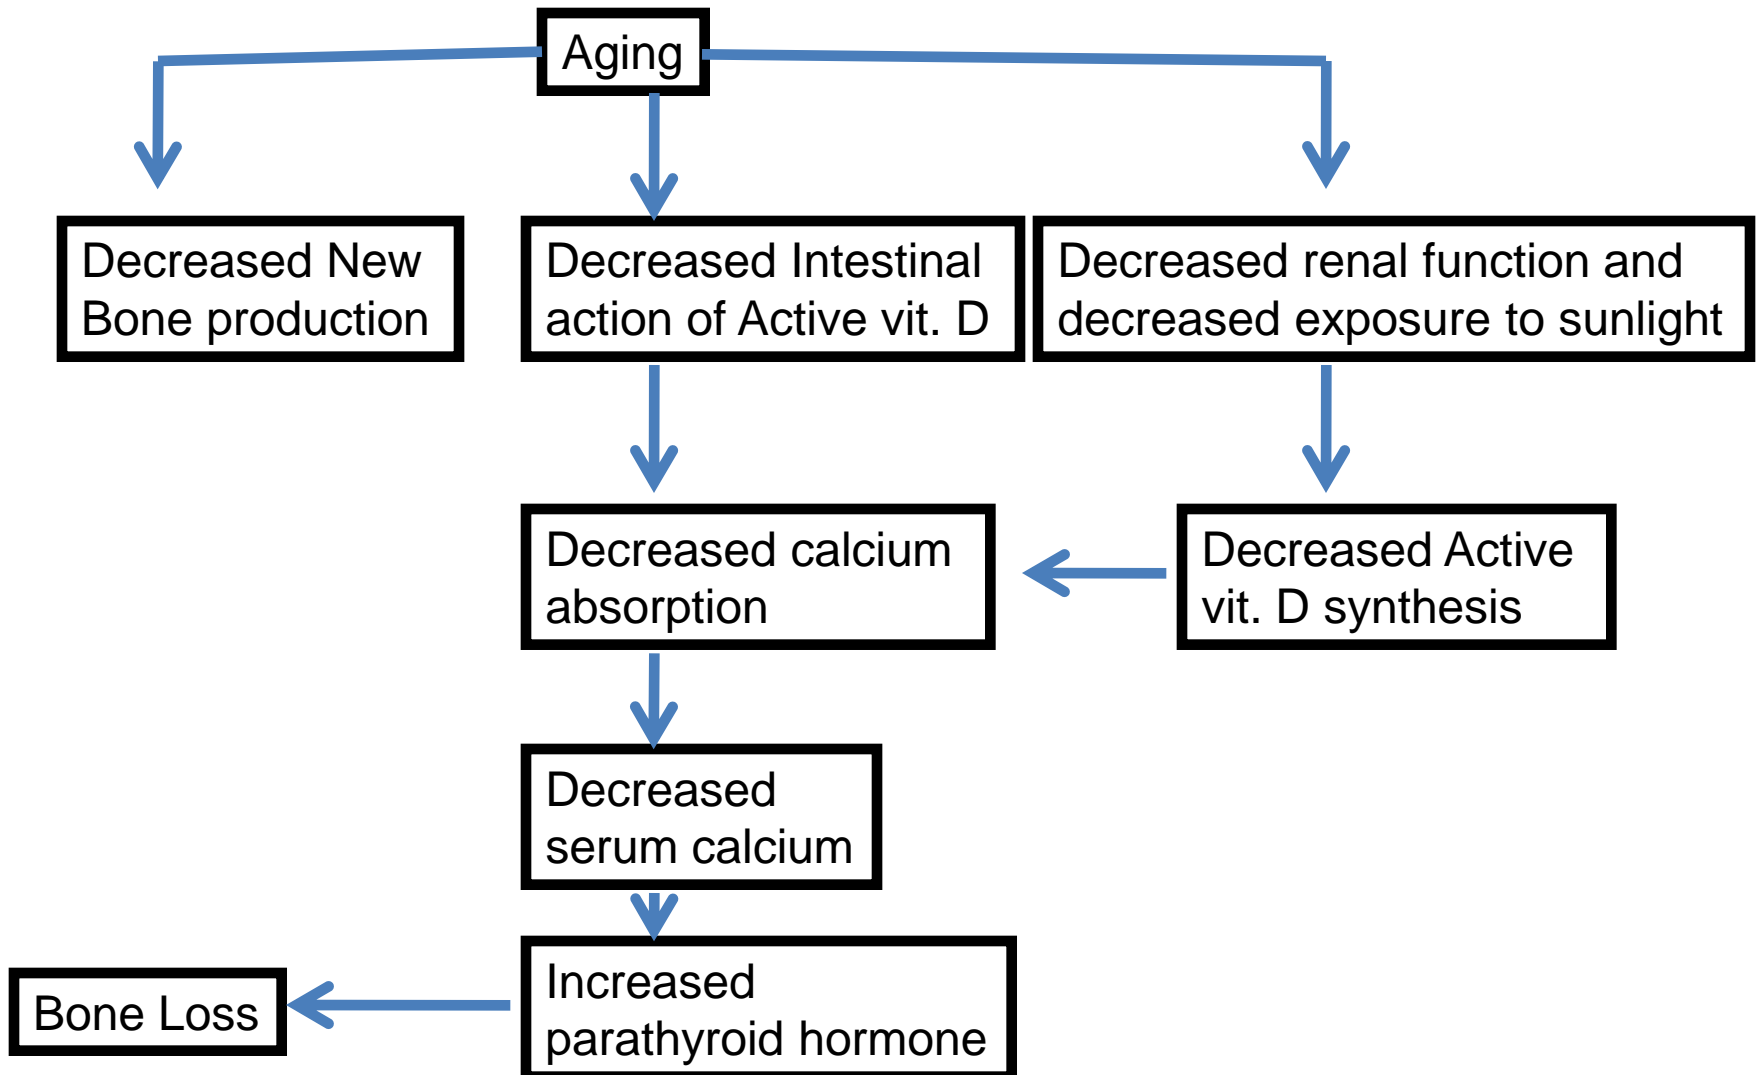 Aging
Decreased New
Bone production
Decreased Intestinal
action of Active vit. D
Decreased renal function and
decreased exposure to sunlight
Decreased calcium
absorption
Decreased Active
vit. D synthesis
Decreased
serum calcium
Increased
parathyroid hormone
Bone Loss